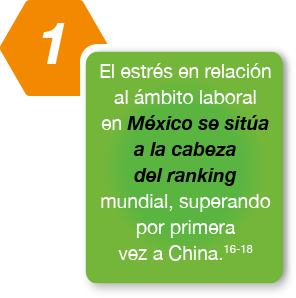 1
El estrés en relación
al ámbito laboral
en México se sitúa
a la cabeza
del ranking
mundial, superando
por primera
vez a China.16-18